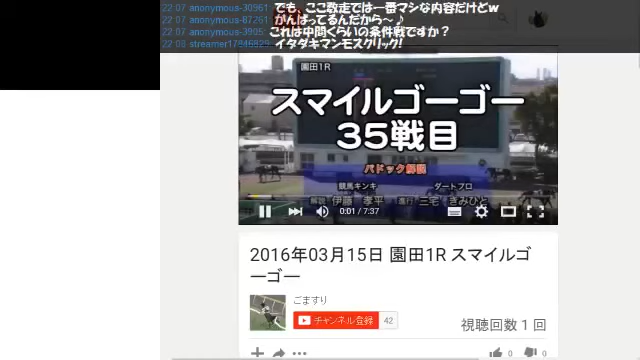 22 07 anonymous-30961 でも、ここ数走では一番マシな内容だけどw
22 07 anonymous-87261 がんばってるんだから〜♪
22 07 anonymous-3995 これは中間ぐらいの条件戦ですか?
22 08 streamer17846829 イタダキマンモスクリック!
園田1R
スマイルゴーゴー
35戦目
パドック解説
競馬キンキ ダートプロ
解説 伊藤 孝平 進行 三宅 きみひと
0:01 / 7:37
2016年03月15日 園田1R スマイルゴ
ーゴー
ごますり
チャンネル登録 42
視聴回数 1 回
0 0